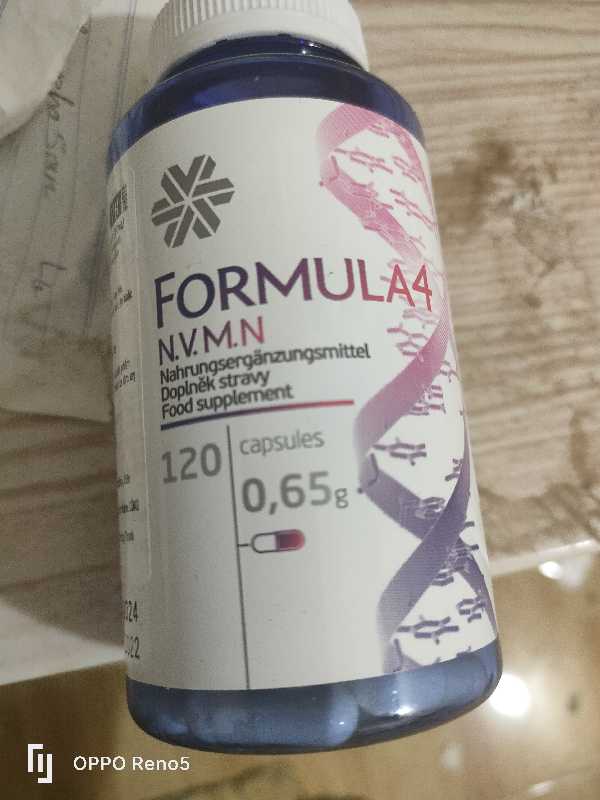 FORMULA4
N.V.M.N
Nahrungsergänzungsmittel
Doplněk stravy
Food supplement
120
capsules
0,65g
OPPO Reno5